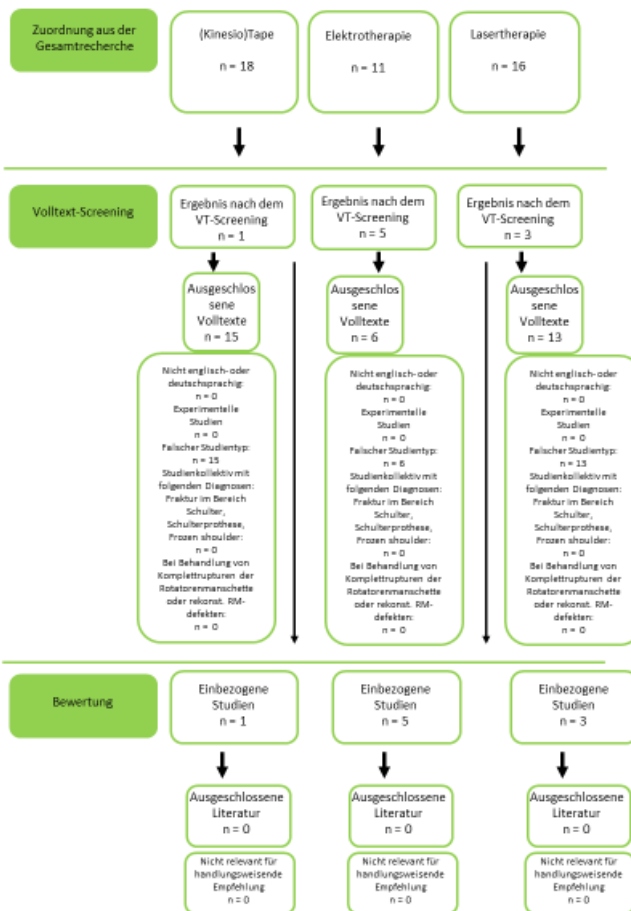 Zuordnung aus der
Gesamtrecherche
(Kinesio)Tape
n = 18
Elektrotherapie
n = 11
Lasertherapie
n = 16
Volltext-Screening
Ergebnis nach dem
VT-Screening
n = 1
Ergebnis nach dem
VT-Screening
n = 5
Ergebnis nach dem
VT-Screening
n = 3
Ausgeschlos
sene
Volltexte
n = 15
Ausgeschlos
sene
Volltexte
n = 6
Ausgeschlos
sene
Volltexte
n = 13
Nicht englisch- oder
deutschsprachig:
n = 0
Experimentelle
Studien
n = 0
Falscher Studientyp:
n = 15
Studienkollektiv mit
folgenden Diagnosen:
Fraktur im Bereich
Schulter,
Schulterprothese,
Frozen shoulder:
n = 0
Bei Behandlung von
Komplettrupturen der
Rotatorenmanschette
oder rekonst. RM-
defekten:
n = 0
Nicht englisch- oder
deutschsprachig:
n = 0
Experimentelle
Studien
n = 0
Falscher Studientyp:
n = 6
Studienkollektiv mit
folgenden Diagnosen:
Fraktur im Bereich
Schulter,
Schulterprothese,
Frozen shoulder:
n = 0
Bei Behandlung von
Komplettrupturen der
Rotatorenmanschette
oder rekonst. RM-
defekten:
n = 0
Nicht englisch- oder
deutschsprachig:
n = 0
Experimentelle
Studien
n = 0
Falscher Studientyp:
n = 13
Studienkollektiv mit
folgenden Diagnosen:
Fraktur im Bereich
Schulter,
Schulterprothese,
Frozen shoulder:
n = 0
Bei Behandlung von
Komplettrupturen der
Rotatorenmanschette
oder rekonst. RM-
defekten:
n = 0
Bewertung
Einbezogene
Studien
n = 1
Einbezogene
Studien
n = 5
Einbezogene
Studien
n = 3
Ausgeschlossene
Literatur
n = 0
Ausgeschlossene
Literatur
n = 0
Ausgeschlossene
Literatur
n = 0
Nicht relevant für
handlungsweisende
Empfehlung
n = 0
Nicht relevant für
handlungsweisende
Empfehlung
n = 0
Nicht relevant für
handlungsweisende
Empfehlung
n = 0